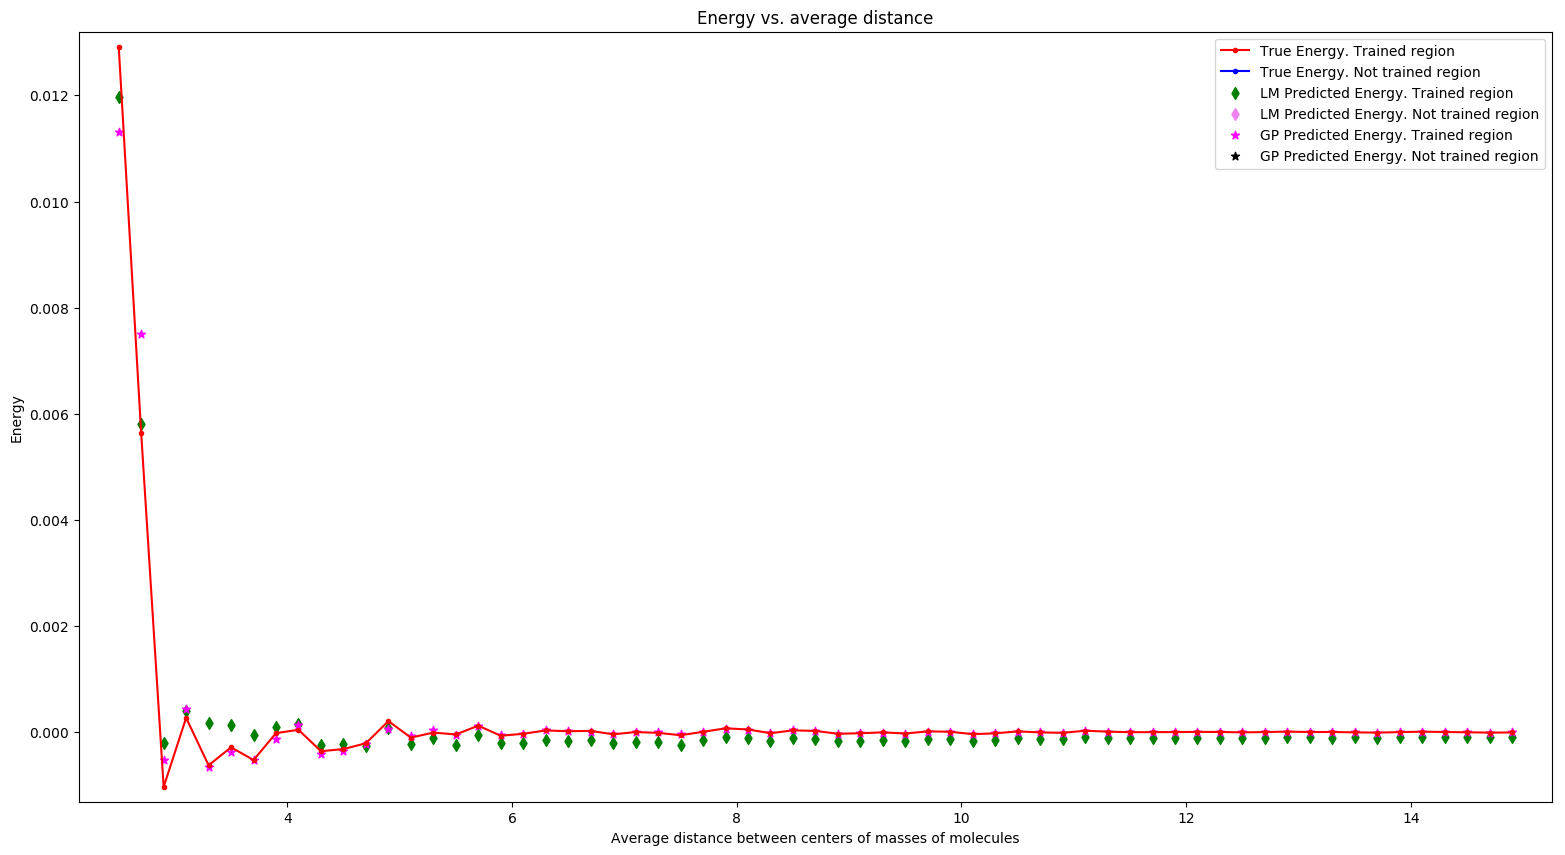 Energy vs. average distance
True Energy. Trained region
True Energy. Not trained region
LM Predicted Energy. Trained region
LM Predicted Energy. Not trained region
GP Predicted Energy. Trained region
GP Predicted Energy. Not trained region
Energy
0.012
0.010
0.008
0.006
0.004
0.002
0.000
4 6 8 10 12 14
Average distance between centers of masses of molecules